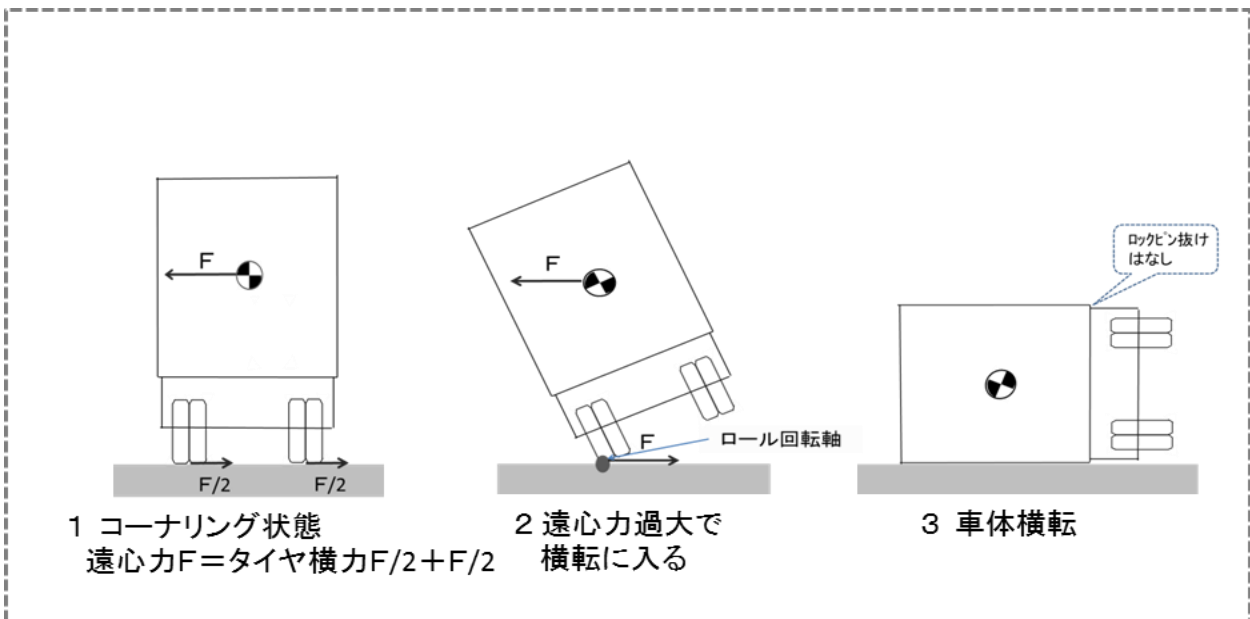 F
F/2
F/2
1 コーナリング状態
遠心力F=タイヤ横力F/2+F/2
F
F
ロール回転軸
2 遠心力過大で
横転に入る
ロックピン抜け
はなし
3 車体横転